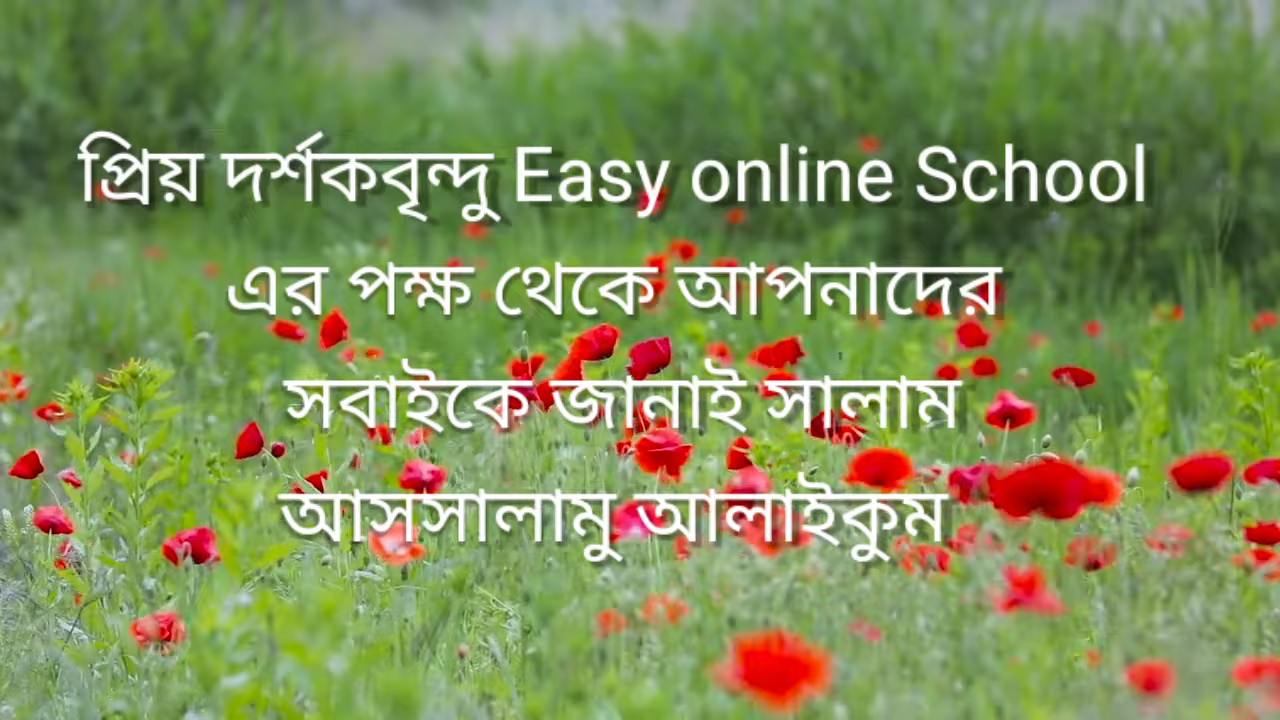 প্রিয় দর্শকবৃন্দু Easy online School
এর পক্ষ থেকে আপনাদের
সবাইকে জানাই সালাম
আসসালামু আলাইকুম